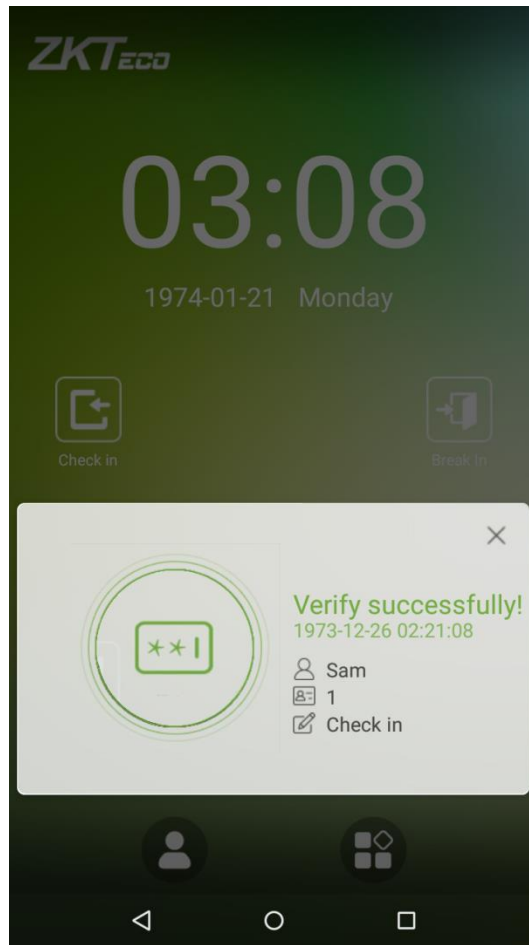 ZKTECO
03:08
1974-01-21 Monday
Check in
Break In
Verify successfully!
1973-12-26 02:21:08
Sam
1
Check in